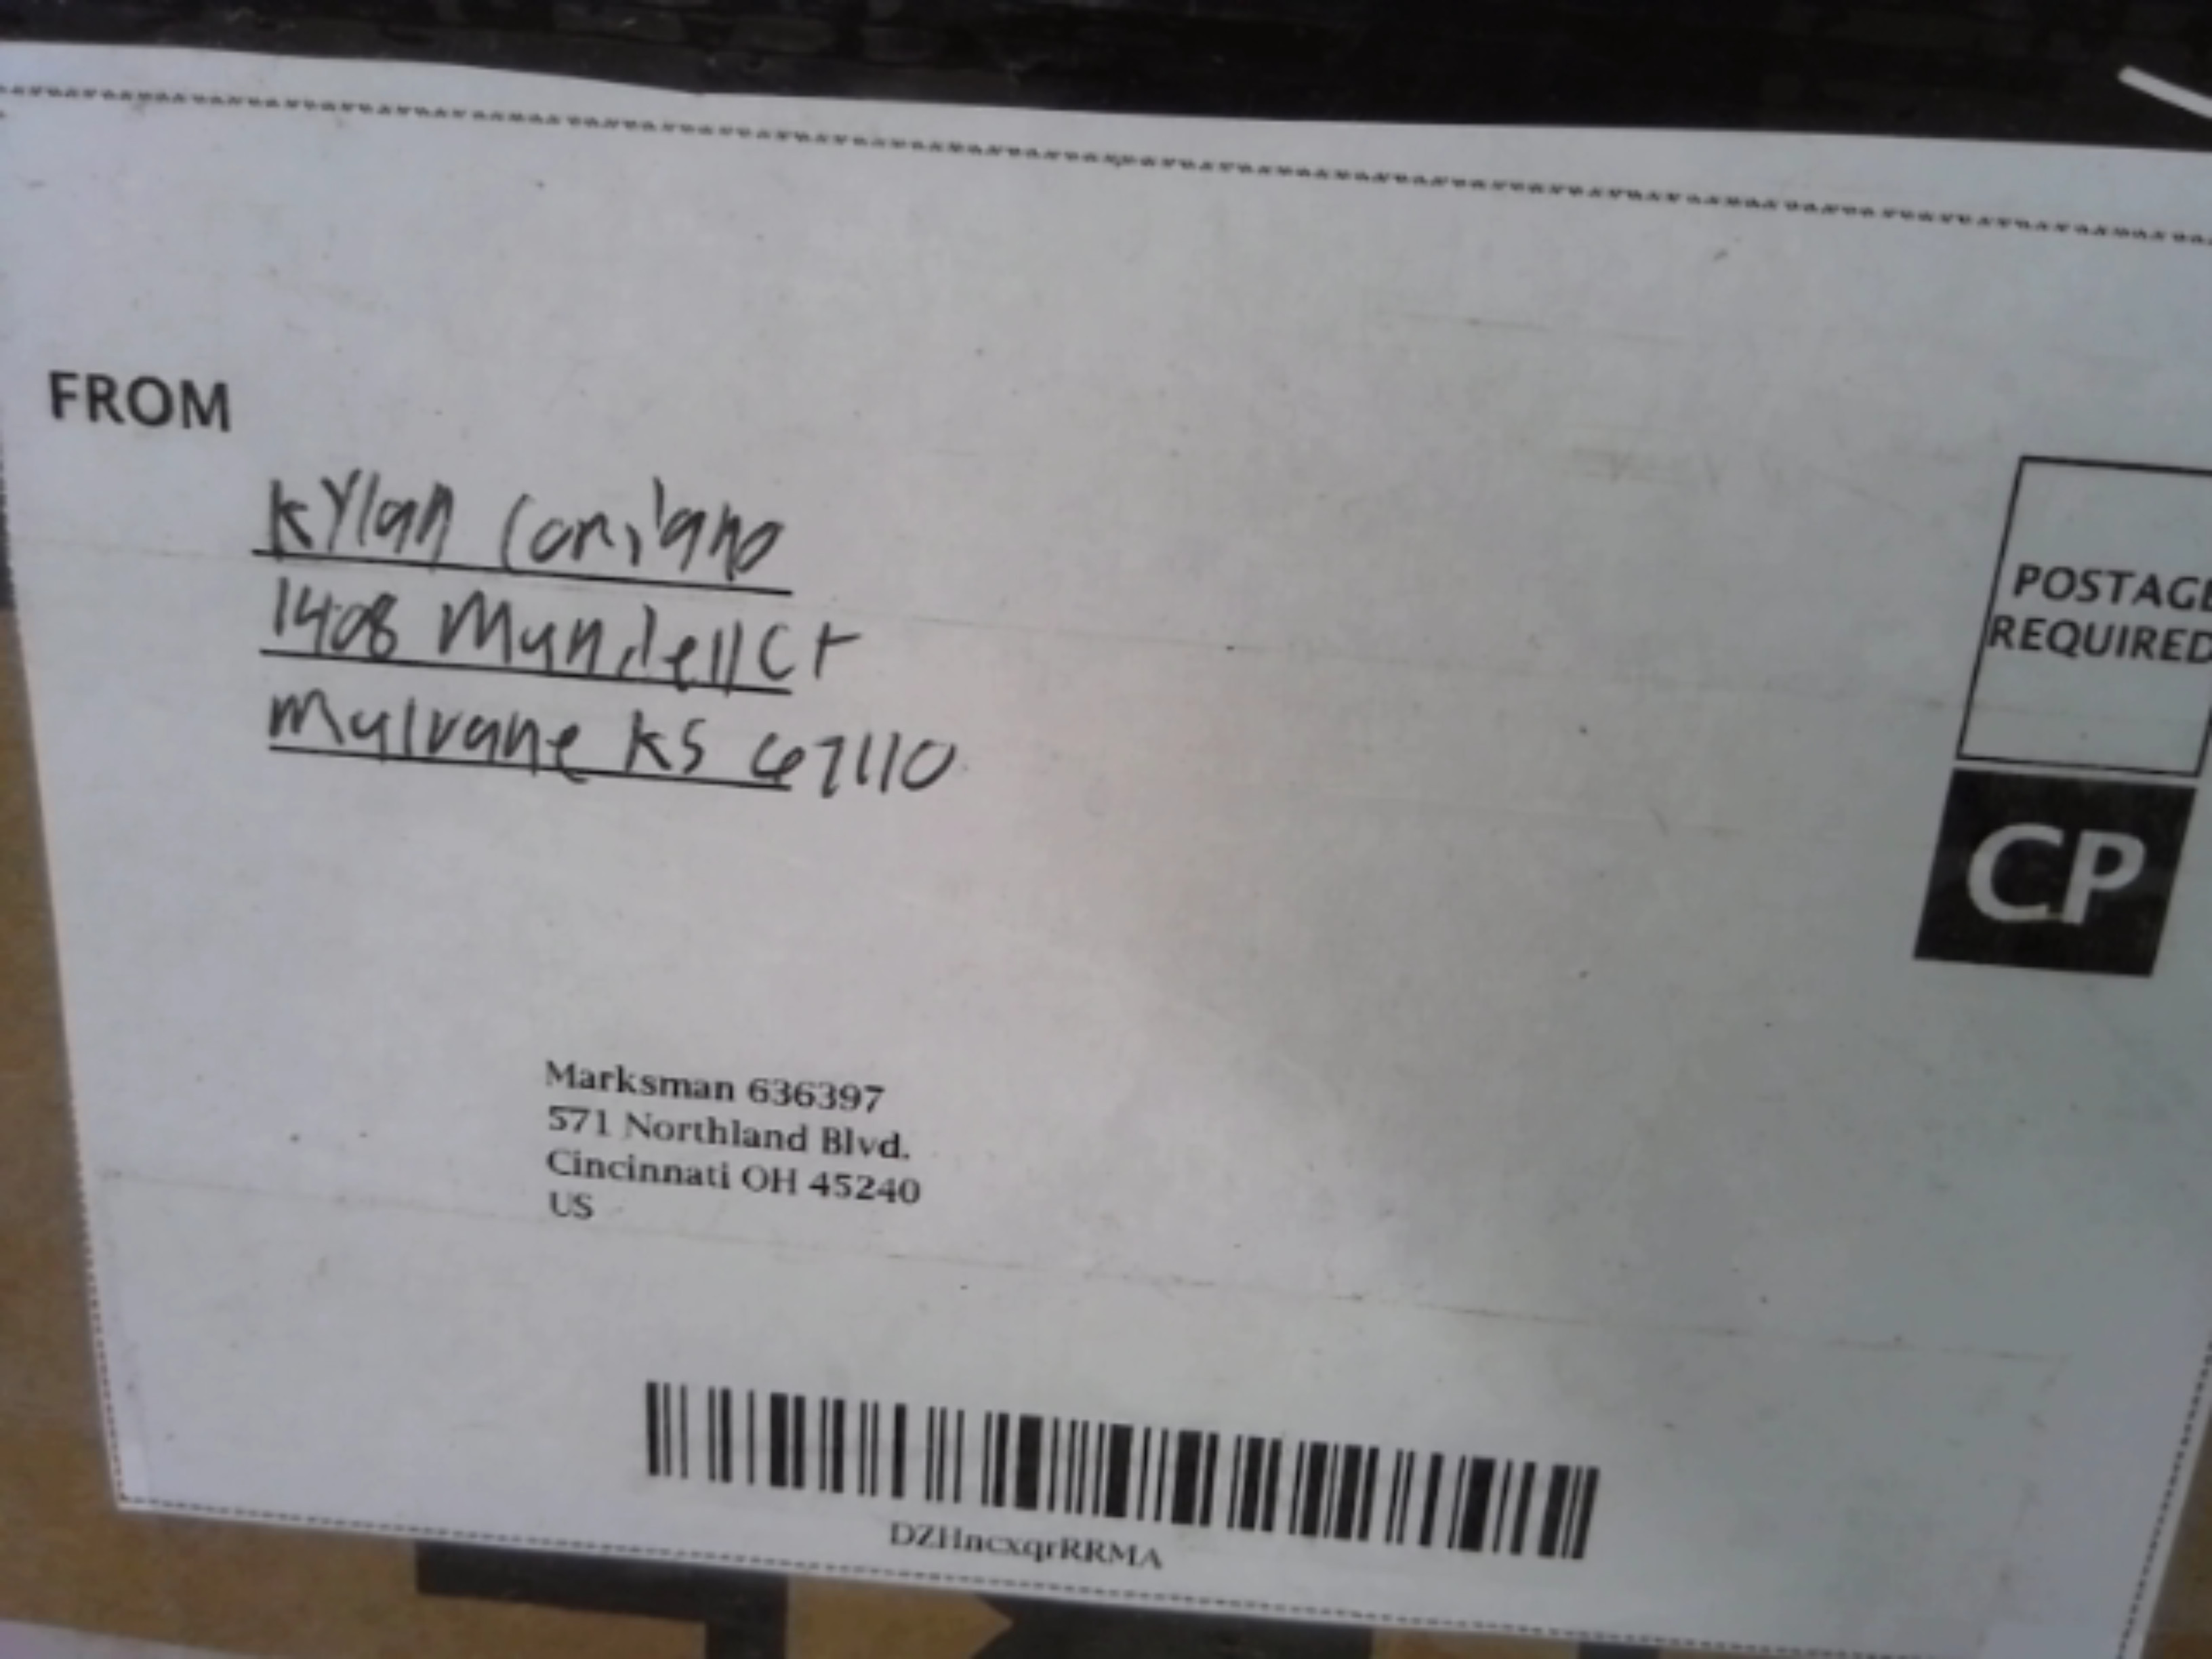 FROM
Kylan Coriano
1408 Mundell Ct
Mulvane KS 67110
POSTAGE
REQUIRED
CP
Marksman 636397
571 Northland Blvd.
Cincinnati OH 45240
US
DZHncxqrRRMA